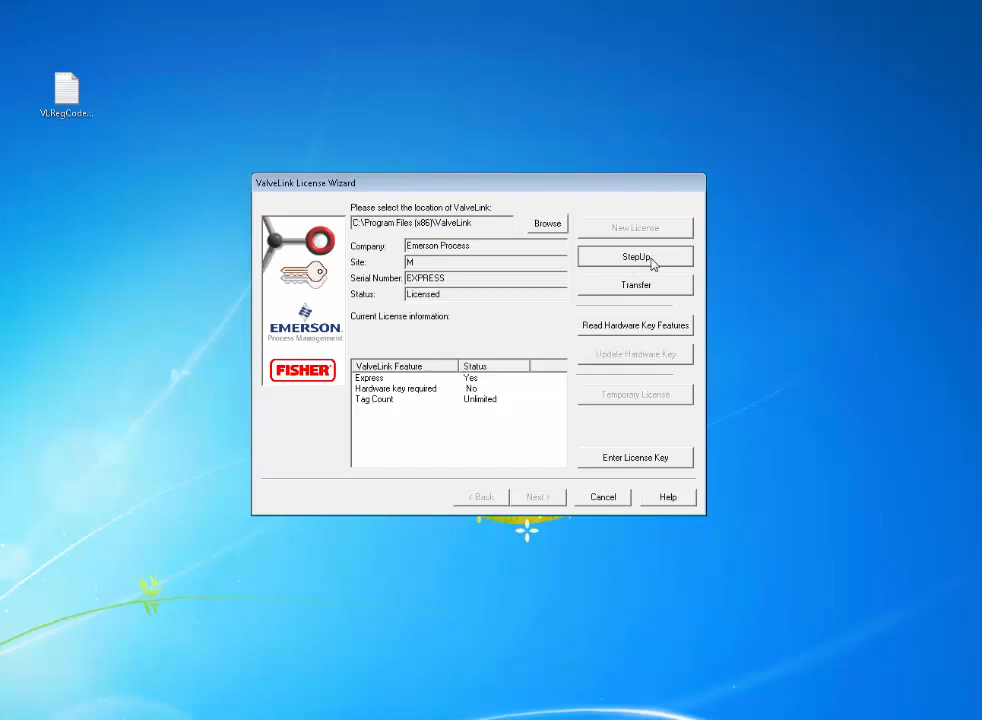 VLRegCode...
ValveLink License Wizard
Please select the location of ValveLink:
C:\Program Files (x86)\ValveLink
Browse
New License
Company:
Emerson Process
StepUp
Site:
M
Serial Number:
EXPRESS
Transfer
Status:
Licensed
Current License information:
EMERSON.
Process Management
FISHER
Read Hardware Key Features
Update Hardware Key
ValveLink Feature Status
Express Yes
Hardware key required No
Tag Count Unlimited
Temporary License
Enter License Key
< Back
Next >
Cancel
Help